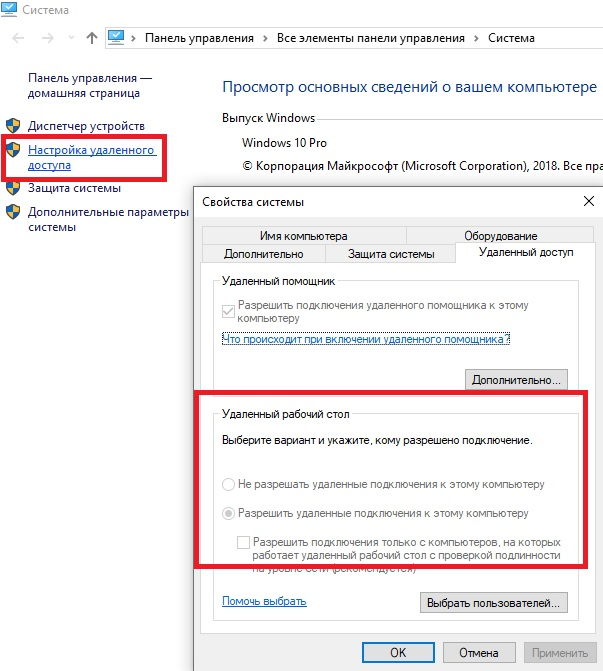 Система
Панель управления
Все элементы панели управления
Система
Панель управления —
домашняя страница
Диспетчер устройств
Настройка удаленного
доступа
Защита системы
Дополнительные параметры
системы
Просмотр основных сведений о вашем компьютере
Выпуск Windows
Windows 10 Pro
© Корпорация Майкрософт (Microsoft Corporation), 2018. Все пра
Свойства системы
Имя компьютера
Оборудование
Дополнительно
Защита системы
Удаленный доступ
Удаленный помощник
Разрешить подключения удаленного помощника к этому
компьютеру
Что происходит при включении удаленного помощника?
Дополнительно...
Удаленный рабочий стол
Выберите вариант и укажите, кому разрешено подключение.
Не разрешать удаленные подключения к этому компьютеру
Разрешить удаленные подключения к этому компьютеру
Разрешить подключения только с компьютеров, на которых
работает удаленный рабочий стол с проверкой подлинности
на уровне сети (рекомендуется)
Помочь выбрать
Выбрать пользователей...
ОК
Отмена
Применить